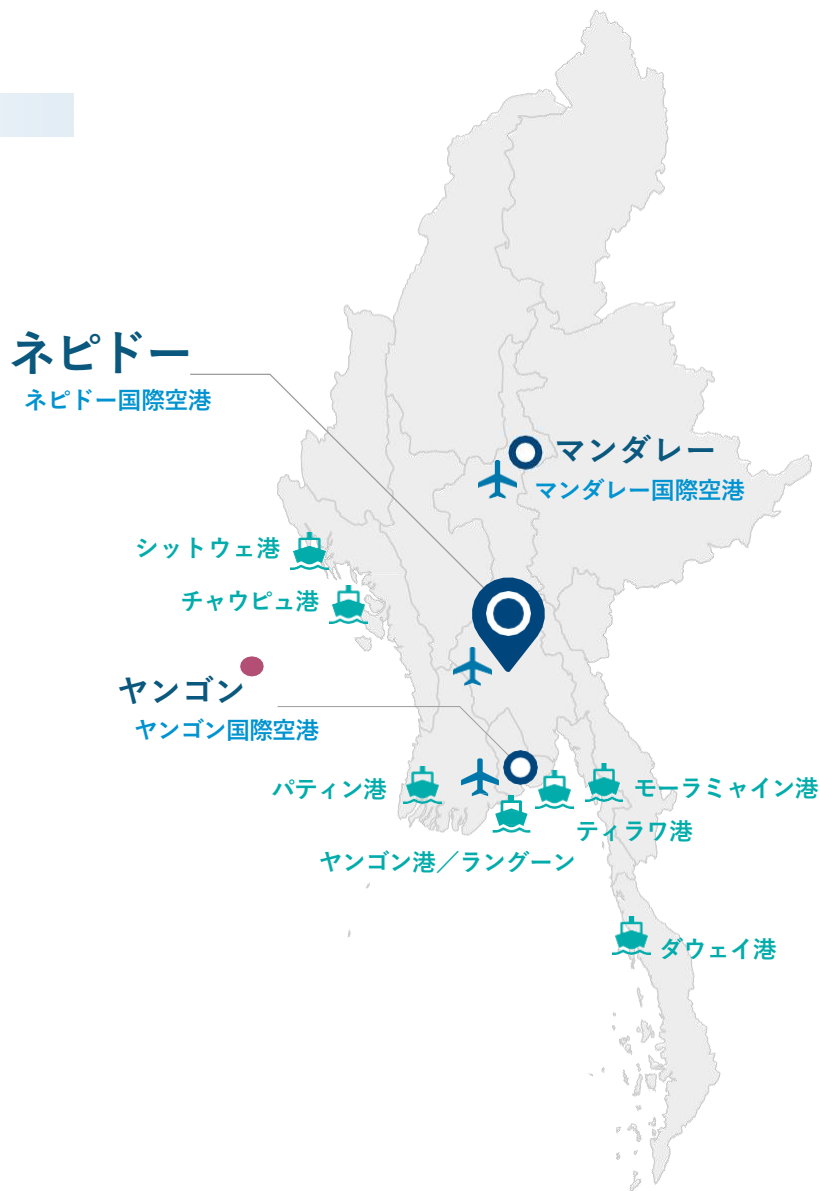 ネピドー
ネピドー国際空港
マンダレー
マンダレー国際空港
シットウェ港
チャウピュ港
ヤンゴン
ヤンゴン国際空港
パティン港
モーラミャイン港
ティラワ港
ヤンゴン港／ラングーン
ダウェイ港